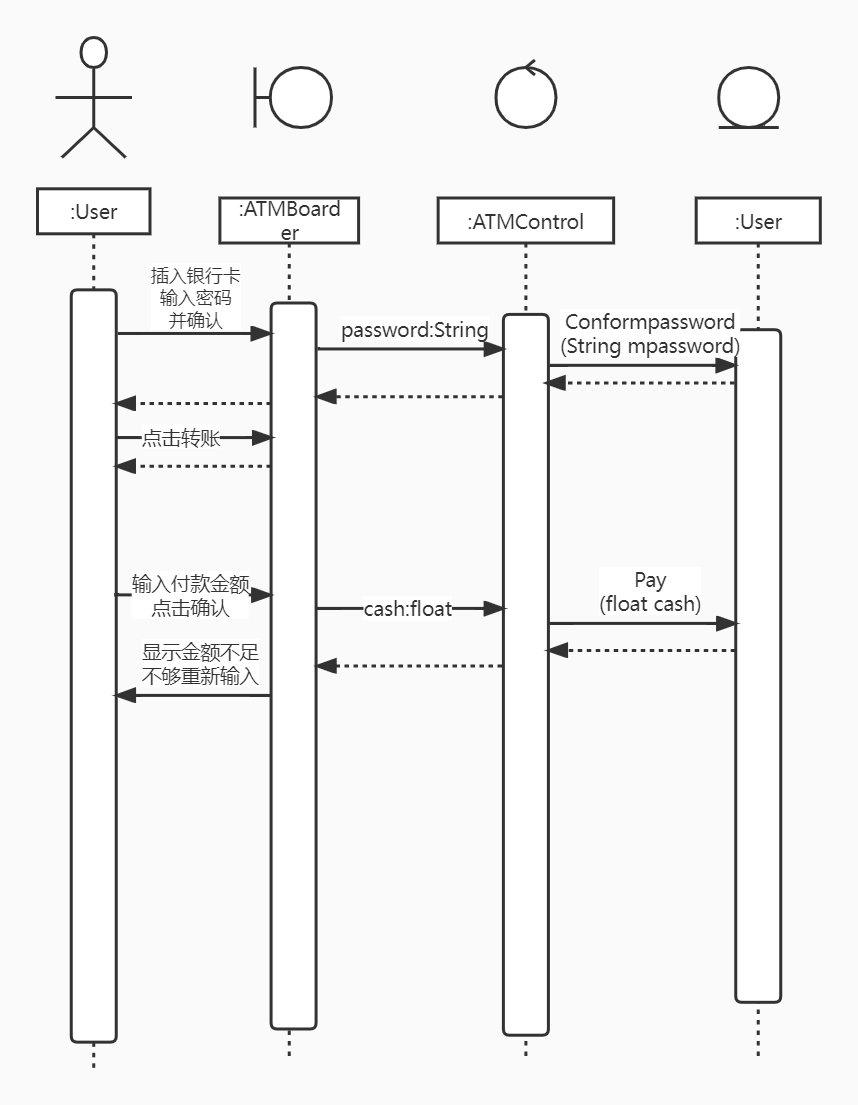 :User
:ATMBoard
er
:ATMControl
:User
插入银行卡
输入密码
并确认
password:String
Conformpassword
(String mpassword)
点击转账
输入付款金额
点击确认
cash:float
Pay
(float cash)
显示金额不足
不够重新输入